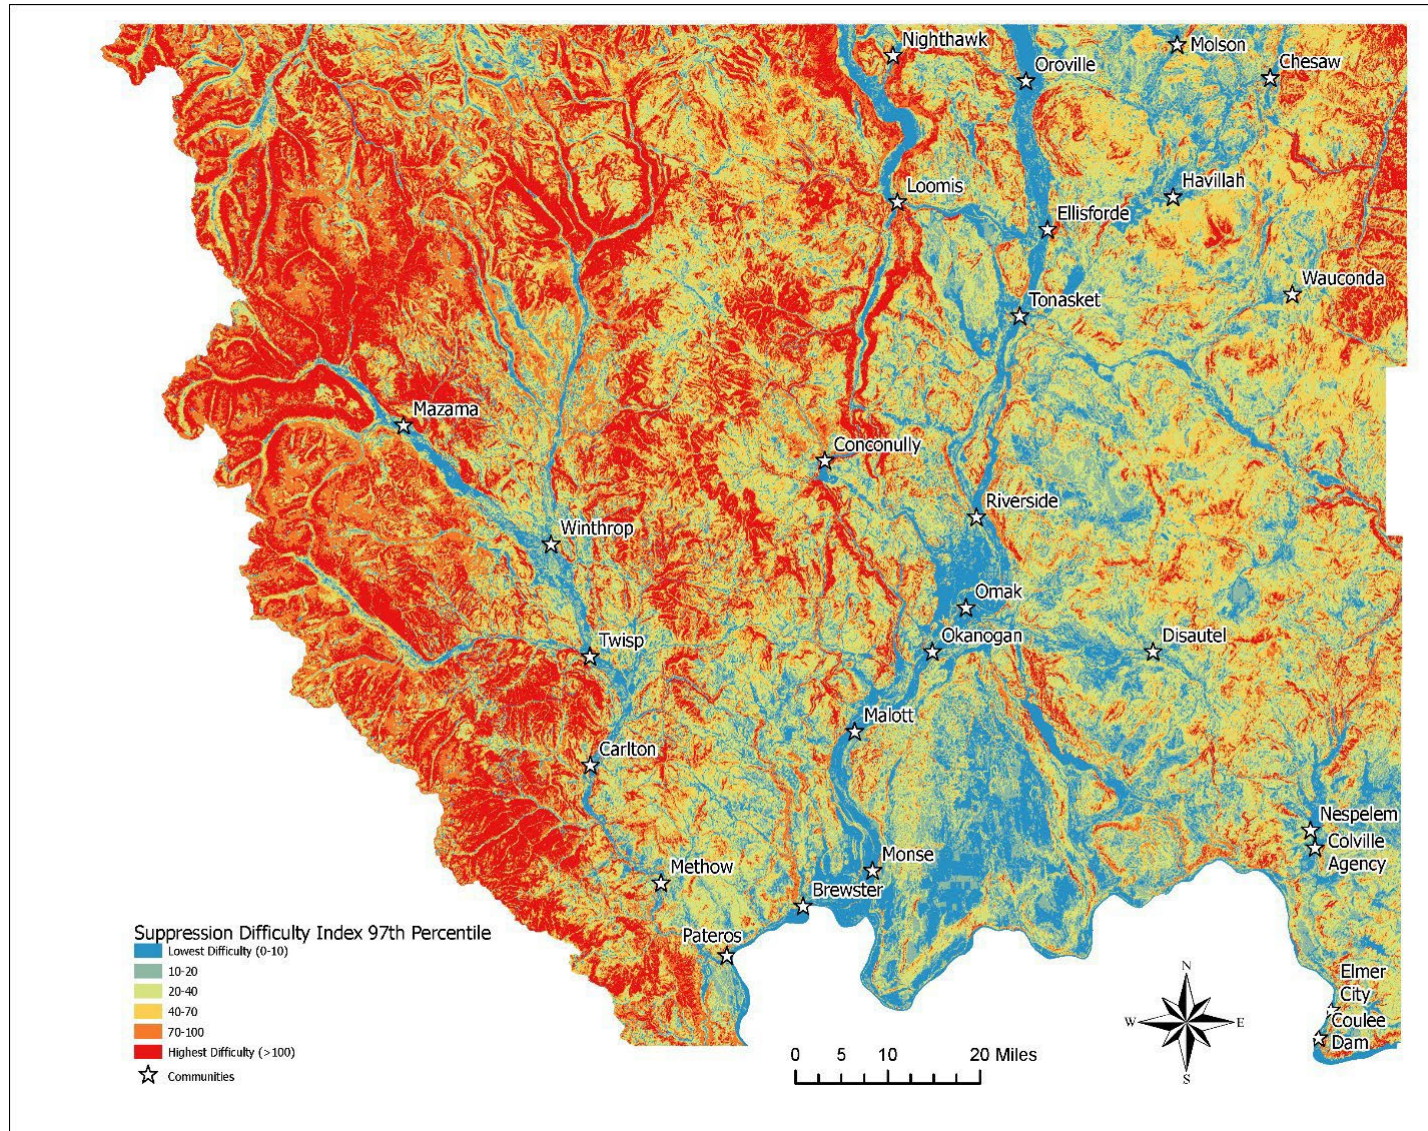 Nighthawk
Molson
Oroville
Chesaw
Loomis
Havillah
Ellisforde
Wauconda
Tonasket
Mazama
Conconully
Riverside
Winthrop
Omak
Twisp
Okanogan
Disautel
Malott
Carlton
Nespelem
Colville
Agency
Monse
Methow
Brewster
Pateros
Elmer
City
Coulee
Dam
Suppression Difficulty Index 97th Percentile
Lowest Difficulty (0-10)
10-20
20-40
40-70
70-100
Highest Difficulty (>100)
Communities
0 5 10 20 Miles
N
W E
S